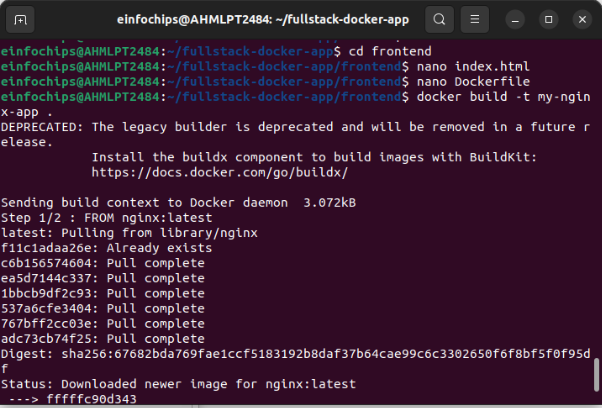 einfochips@AHMLPT2484: ~/fullstack-docker-app
einfochips@AHMLPT2484:~/fullstack-docker-app$ cd frontend
einfochips@AHMLPT2484:~/fullstack-docker-app/frontend$ nano index.html
einfochips@AHMLPT2484:~/fullstack-docker-app/frontend$ nano Dockerfile
einfochips@AHMLPT2484:~/fullstack-docker-app/frontend$ docker build -t my-ngin
x-app .
DEPRECATED: The legacy builder is deprecated and will be removed in a future r
elease.
Install the buildx component to build images with BuildKit:
https://docs.docker.com/go/buildx/
Sending build context to Docker daemon  3.072kB
Step 1/2 : FROM nginx:latest
latest: Pulling from library/nginx
f11c1adaa26e: Already exists
c6b156574604: Pull complete
ea5d7144c337: Pull complete
1bbcb9df2c93: Pull complete
537a6cfe3404: Pull complete
767bff2cc03e: Pull complete
adc73cb74f25: Pull complete
Digest: sha256:67682bda769fae1ccf5183192b8daf37b64cae99c6c3302650f6f8bf5f0f95d
f
Status: Downloaded newer image for nginx:latest
---> fffffc90d343